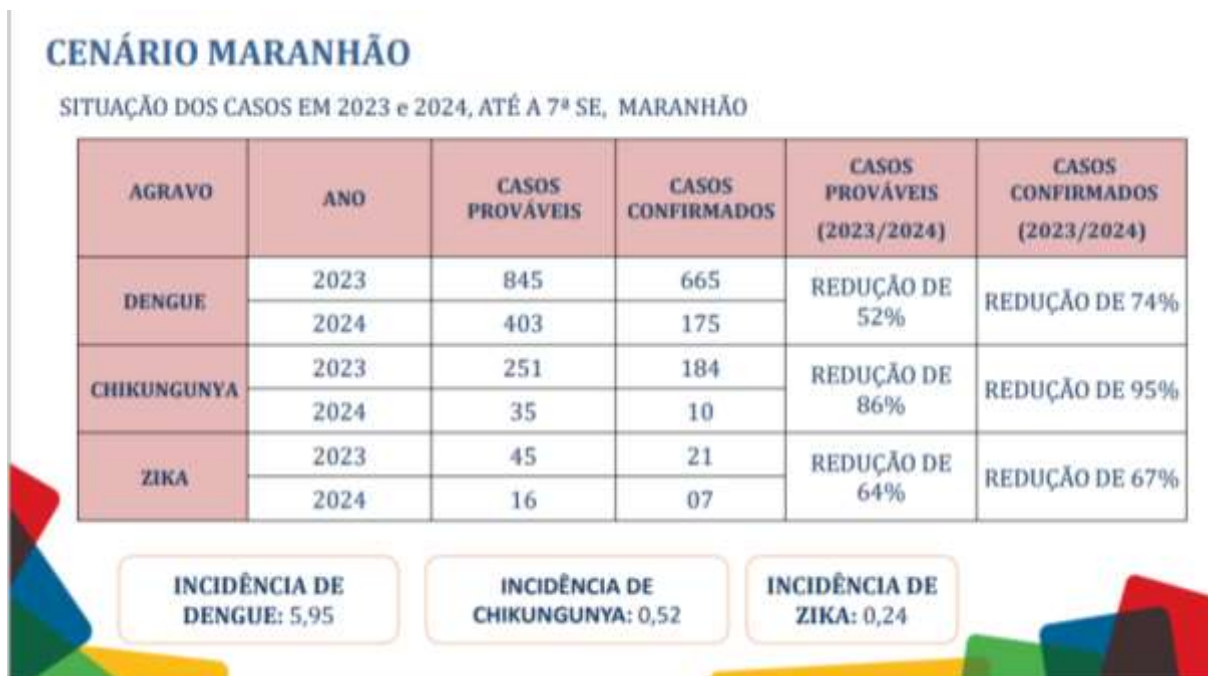 CENÁRIO MARANHÃO
SITUAÇÃO DOS CASOS EM 2023 e 2024, ATÉ A 7ª SE, MARANHÃO
AGRAVO ANO CASOS PROVÁVEIS CASOS CONFIRMADOS CASOS PROVÁVEIS (2023/2024) CASOS CONFIRMADOS (2023/2024)
DENGUE 2023 845 665 REDUÇÃO DE 52% REDUÇÃO DE 74%
2024 403 175
CHIKUNGUNYA 2023 251 184 REDUÇÃO DE 86% REDUÇÃO DE 95%
2024 35 10
ZIKA 2023 45 21 REDUÇÃO DE 64% REDUÇÃO DE 67%
2024 16 07
INCIDÊNCIA DE
DENGUE: 5,95
INCIDÊNCIA DE
CHIKUNGUNYA: 0,52
INCIDÊNCIA DE
ZIKA: 0,24